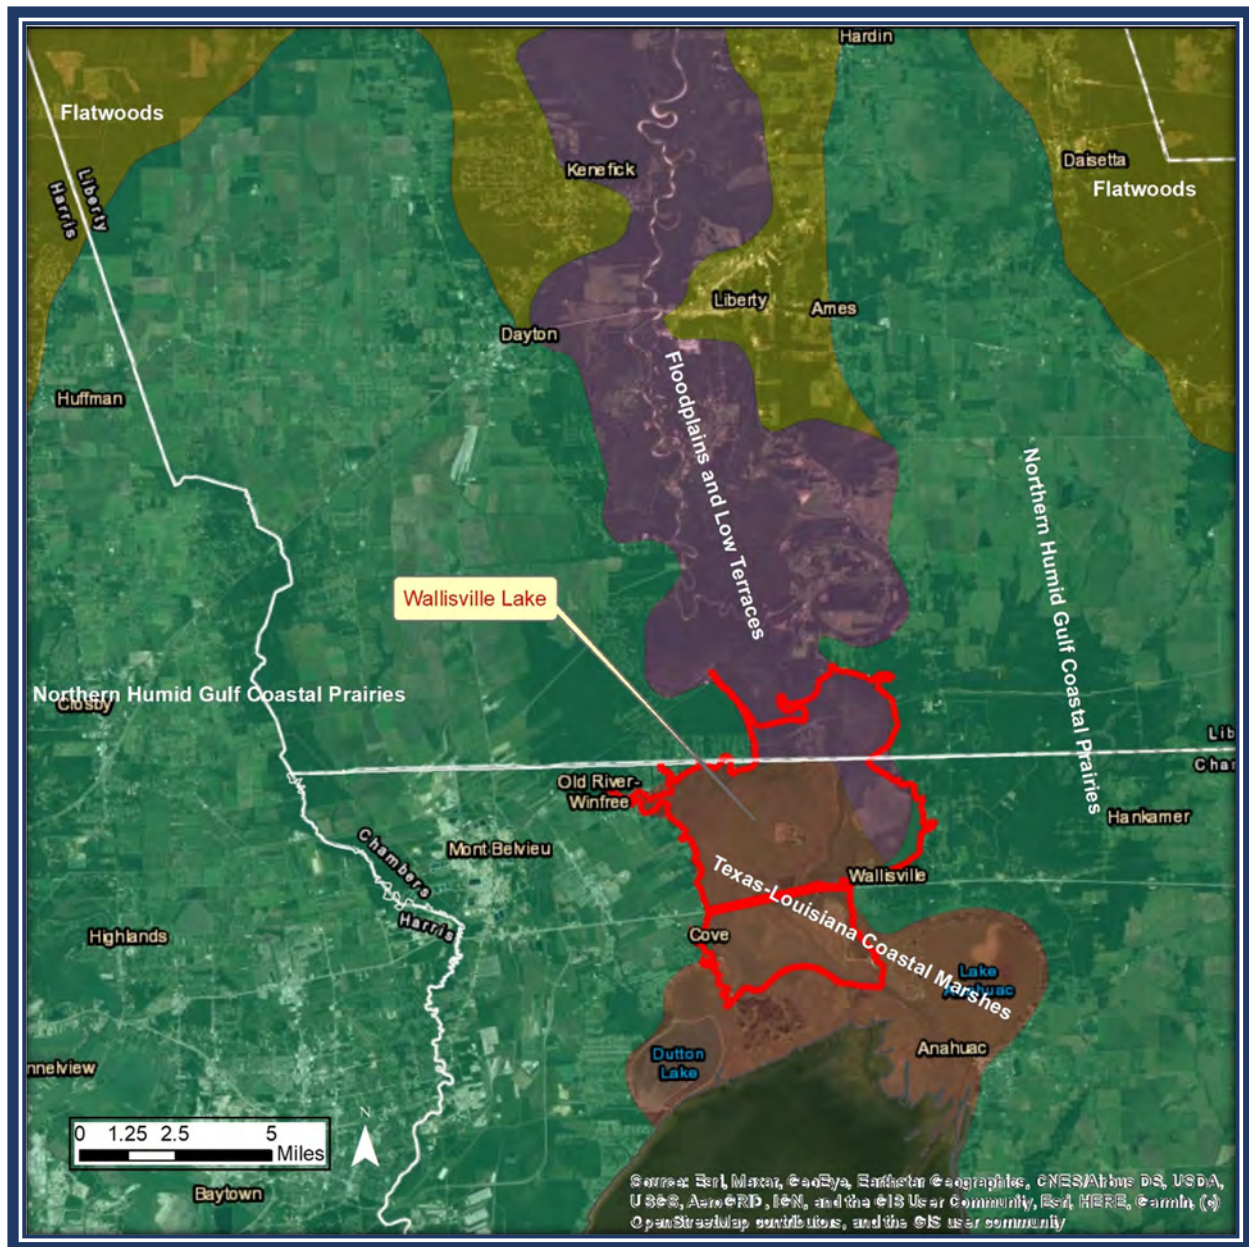 Hardin
Flatwoods
Kenefick
Daisetta
Flatwoods
Liberty
Harris
Liberty
Ames
Dayton
Huffman
Floodplains and Low Terraces
Northern Humid Gulf Coastal Prairies
Wallisville Lake
Northern Humid Gulf Coastal Prairies
Crosby
Lib
Cha
Old River-
Winfree
Hankamer
Chambers
Harris
Mont Belvieu
Wallisville
Texas-Louisiana Coastal Marshes
Highlands
Cove
Lake
Anahuac
Anahuac
Dutton
Lake
nnelview
0 1.25 2.5 5
Miles
N
Baytown
Source: Esri, Maxar, GeoEye, Earthstar Geographics, CNES/Airbus DS, USDA,
USGS, AeroGRID, IGN, and the GIS User Community, Esri, HERE, Garmin, (c)
OpenStreetMap contributors, and the GIS user community